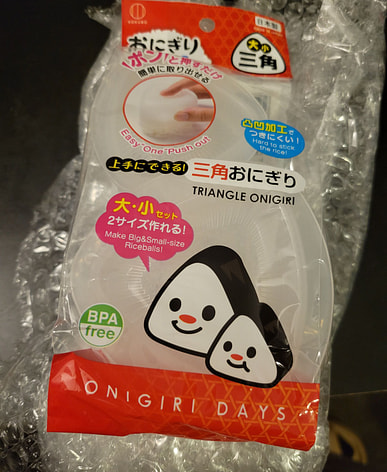 KOKUBO
日本製
おにぎり
「ポン!」と押すだけ
簡単に取り出せる
大 小
三角
Easy "One" Push out!
凸凹加工で
つきにくい!
Hard to stick
the rice!
上手にできる!
三角おにぎり
TRIANGLE ONIGIRI
大・小セット
2サイズ作れる!
Make Big&Small-size
Riceballs!
BPA
free
ONIGIRI DAYS